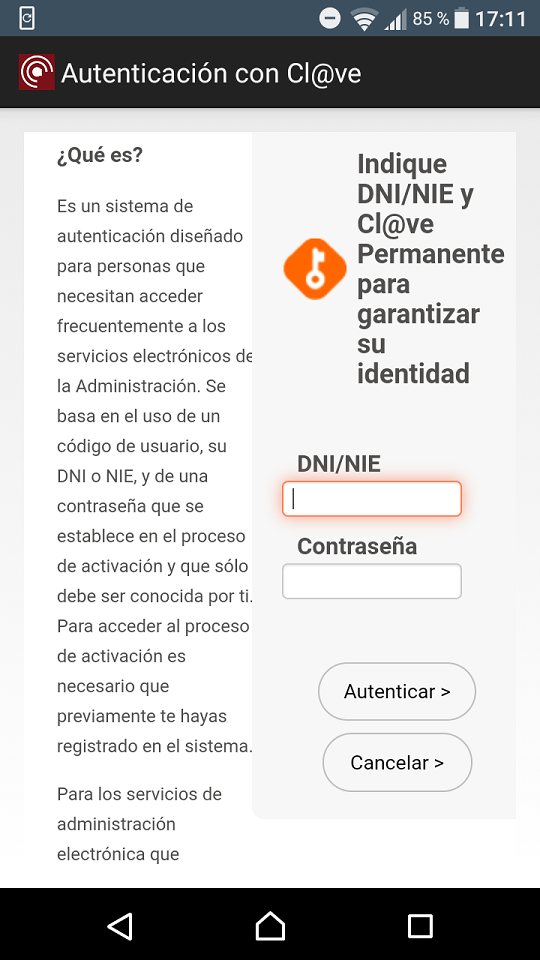 85 % 17:11
Autenticación con Cl@ve
¿Qué es?
Es un sistema de
autenticación diseñado
para personas que
necesitan acceder
frecuentemente a los
servicios electrónicos de
la Administración. Se
basa en el uso de un
código de usuario, su
DNI o NIE, y de una
contraseña que se
establece en el proceso
de activación y que sólo
debe ser conocida por ti.
Para acceder al proceso
de activación es
necesario que
previamente te hayas
registrado en el sistema.
Para los servicios de
administración
electrónica que
Indique
DNI/NIE y
Cl@ve
Permanente
para
garantizar
su
identidad
DNI/NIE
Contraseña
Autenticar >
Cancelar >